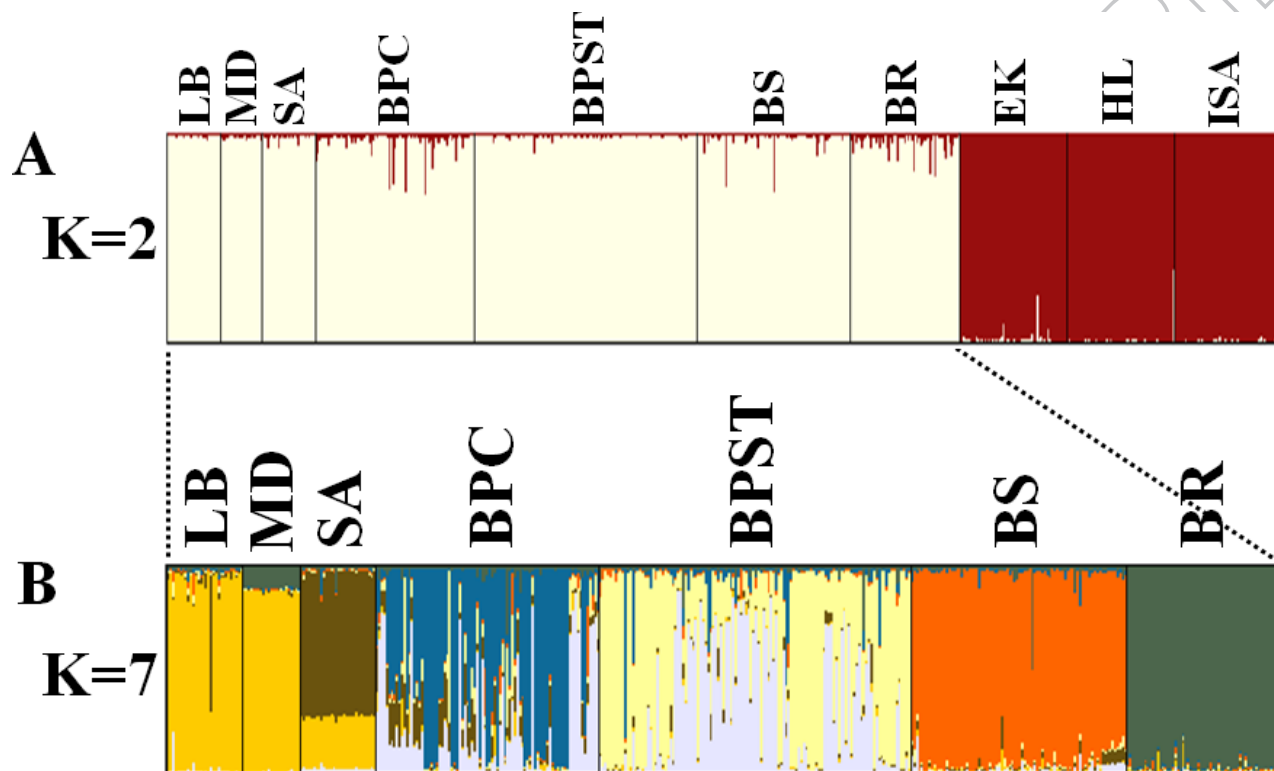 LB MD SA BPC BPST BS BR EK HL ISA
A
K=2
LB MD SA BPC BPST BS BR
B
K=7